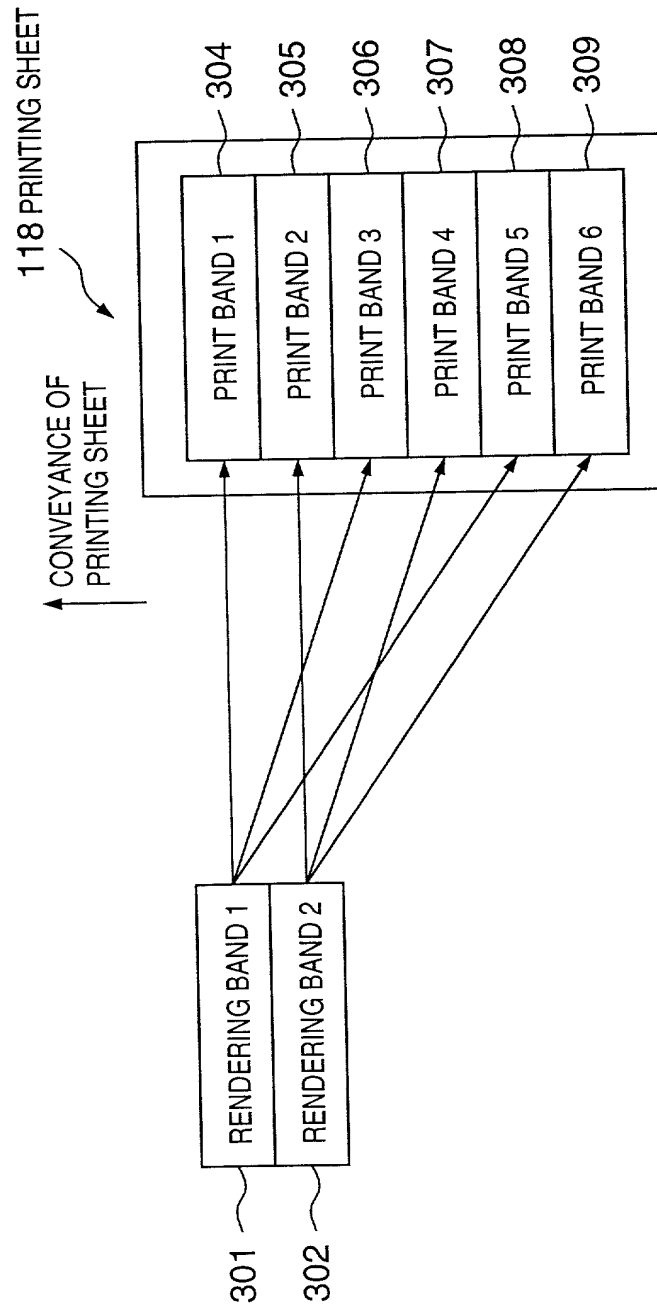 118 PRINTING SHEET
CONVEYANCE OF
PRINTING SHEET
301
RENDERING BAND 1
302
RENDERING BAND 2
PRINT BAND 1
304
PRINT BAND 2
305
PRINT BAND 3
306
PRINT BAND 4
307
PRINT BAND 5
308
PRINT BAND 6
309